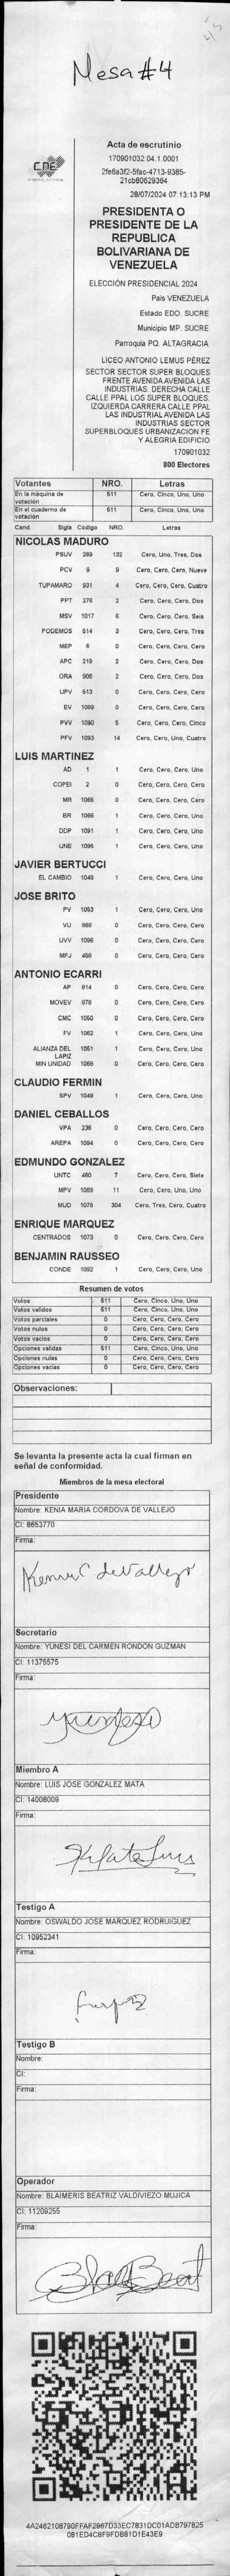 Mesa #4
Acta de escrutinio
170901032.04.1.0001
2fe6a3f2-5fac-4713-9385-
21cb80629364
28/07/2024 07:13:13 PM
PRESIDENTA O
PRESIDENTE DE LA
REPUBLICA
BOLIVARIANA DE
VENEZUELA
ELECCIÓN PRESIDENCIAL 2024
Pais VENEZUELA
Estado EDO. SUCRE
Municipio MP. SUCRE
Parroquia PQ. ALTAGRACIA
LICEO ANTONIO LEMUS PÉREZ
SECTOR SECTOR SUPER BLOQUES
FRENTE AVENIDA AVENIDA LAS
INDUSTRIAS. DERECHA CALLE
CALLE PPAL LOS SUPER BLOQUES.
IZQUIERDA CARRERA CALLE PPAL
LAS INDUSTRIAL AVENIDA LAS
INDUSTRIAS SECTOR
SUPERBLOQUES URBANIZACION FE
Y ALEGRIA EDIFICIO
170901032
800 Electores
CNE
Votantes NRO. Letras
En la máquina de votación 511 Cero, Cinco, Uno, Uno
En el cuaderno de votación 511 Cero, Cinco, Uno, Uno
Cand. Sigla Código NRO. Letras
NICOLAS MADURO
PSUV 269 132 Cero, Uno, Tres, Dos
PCV 9 9 Cero, Cero, Cero, Nueve
TUPAMARO 931 4 Cero, Cero, Cero, Cuatro
PPT 276 2 Cero, Cero, Cero, Dos
MSV 1017 6 Cero, Cero, Cero, Seis
PODEMOS 514 3 Cero, Cero, Cero, Tres
MEP 6 0 Cero, Cero, Cero, Cero
APC 219 2 Cero, Cero, Cero, Dos
ORA 906 2 Cero, Cero, Cero, Dos
UPV 513 0 Cero, Cero, Cero, Cero
EV 1089 0 Cero, Cero, Cero, Cero
PVV 1090 5 Cero, Cero, Cero, Cinco
PFV 1093 14 Cero, Cero, Uno, Cuatro
LUIS MARTINEZ
AD 1 1 Cero, Cero, Cero, Uno
COPEI 2 0 Cero, Cero, Cero, Cero
MR 1065 0 Cero, Cero, Cero, Cero
BR 1086 1 Cero, Cero, Cero, Uno
DDP 1091 1 Cero, Cero, Cero, Uno
UNE 1095 1 Cero, Cero, Cero, Uno
JAVIER BERTUCCI
EL CAMBIO 1048 1 Cero, Cero, Cero, Uno
JOSE BRITO
PV 1053 1 Cero, Cero, Cero, Uno
VU 868 0 Cero, Cero, Cero, Cero
UVV 1096 0 Cero, Cero, Cero, Cero
MPJ 458 0 Cero, Cero, Cero, Cero
ANTONIO ECARRI
AP 814 0 Cero, Cero, Cero, Cero
MOVEV 678 0 Cero, Cero, Cero, Cero
CMC 1050 0 Cero, Cero, Cero, Cero
FV 1062 1 Cero, Cero, Cero, Uno
ALIANZA DEL LAPIZ 1051 1 Cero, Cero, Cero, Uno
MIN UNIDAD 1068 0 Cero, Cero, Cero, Cero
CLAUDIO FERMIN
SPV 1049 1 Cero, Cero, Cero, Uno
DANIEL CEBALLOS
VPA 236 0 Cero, Cero, Cero, Cero
AREPA 1094 0 Cero, Cero, Cero, Cero
EDMUNDO GONZALEZ
UNTC 460 7 Cero, Cero, Cero, Siete
MPV 1069 11 Cero, Cero, Uno, Uno
MUD 1075 304 Cero, Tres, Cero, Cuatro
ENRIQUE MARQUEZ
CENTRADOS 1073 0 Cero, Cero, Cero, Cero
BENJAMIN RAUSSEO
CONDE 1092 1 Cero, Cero, Cero, Uno
Resumen de votos
Votos 511 Cero, Cinco, Uno, Uno
Votos validos 511 Cero, Cinco, Uno, Uno
Votos parciales 0 Cero, Cero, Cero, Cero
Votos nulos 0 Cero, Cero, Cero, Cero
Votos vacios 0 Cero, Cero, Cero, Cero
Opciones validas 511 Cero, Cinco, Uno, Uno
Opciones nulas 0 Cero, Cero, Cero, Cero
Opciones vacias 0 Cero, Cero, Cero, Cero
Observaciones:
Se levanta la presente acta la cual firman en
señal de conformidad.
Miembros de la mesa electoral
Presidente
Nombre: KENIA MARIA CORDOVA DE VALLEJO
CI: 8653770
Firma:
Secretario
Nombre: YUNESI DEL CARMEN RONDON GUZMAN
CI: 11375575
Firma:
Miembro A
Nombre: LUIS JOSE GONZALEZ MATA
CI: 14008009
Firma:
Testigo A
Nombre: OSWALDO JOSE MARQUEZ RODRUIGUEZ
CI: 10952341
Firma:
Testigo B
Nombre:
CI:
Firma:
Operador
Nombre: BLAIMERIS BEATRIZ VALDIVIEZO MUJICA
CI: 11209255
Firma:
4A2462108790FFAF2967D33EC7831DC01ADB797825
081ED4CBF9FDB81D1E43E9